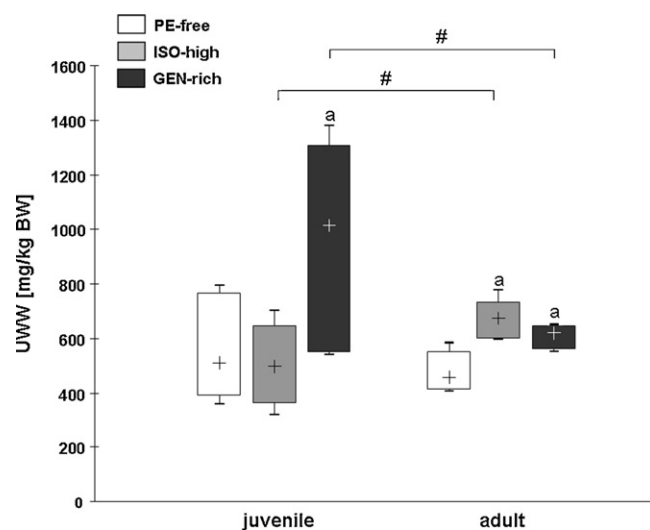 PE-free
ISO-high
GEN-rich
#
#
1600
1400
1200
1000
800
600
400
200
0
UWW [mg/kg BW]
a
a
a
juvenile
adult